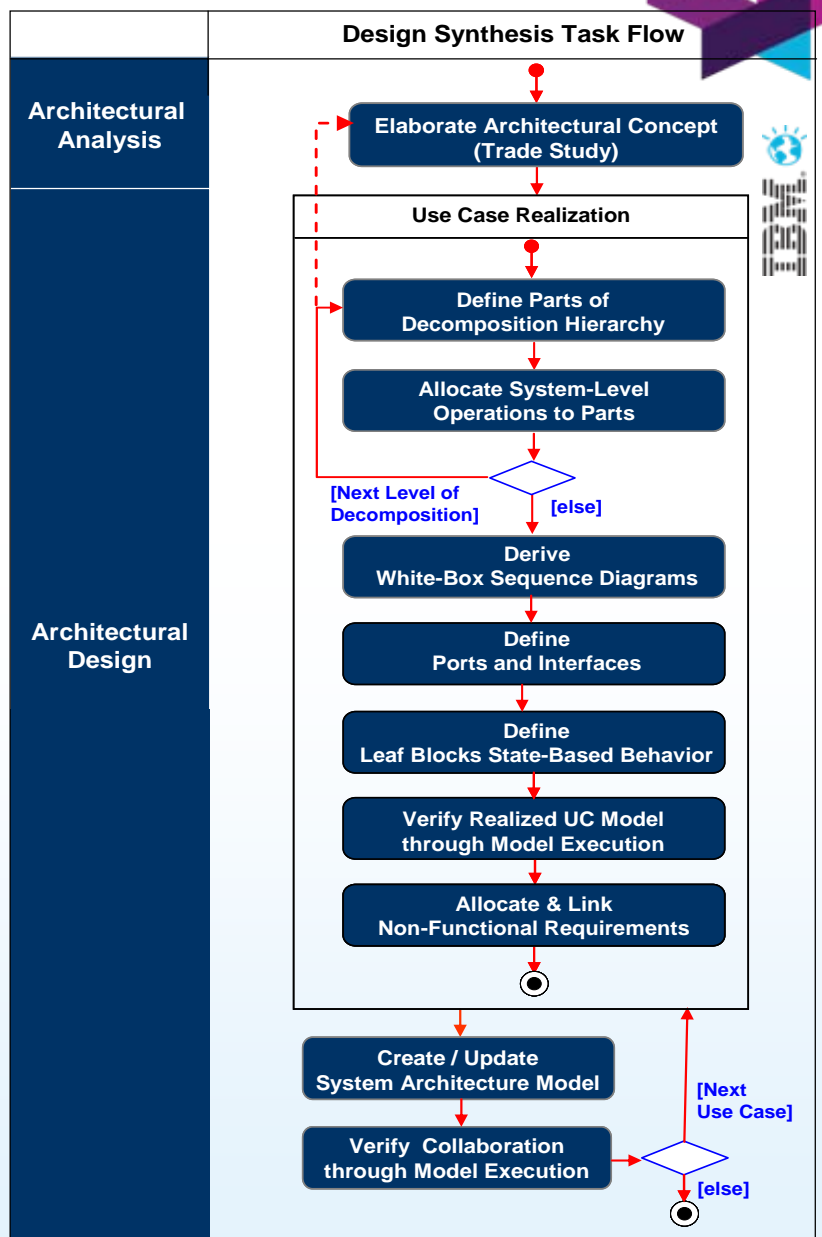 Design Synthesis Task Flow
Architectural
Analysis
Elaborate Architectural Concept
(Trade Study)
IBM®
Use Case Realization
Define Parts of
Decomposition Hierarchy
Allocate System-Level
Operations to Parts
[Next Level of
Decomposition]
[else]
Derive
White-Box Sequence Diagrams
Architectural
Design
Define
Ports and Interfaces
Define
Leaf Blocks State-Based Behavior
Verify Realized UC Model
through Model Execution
Allocate & Link
Non-Functional Requirements
Create / Update
System Architecture Model
[Next
Use Case]
Verify Collaboration
through Model Execution
[else]